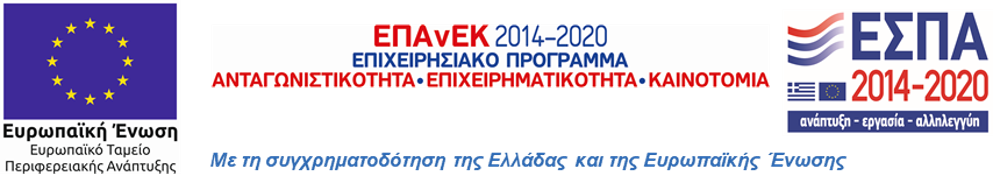 Ευρωπαϊκή Ένωση
Ευρωπαϊκό Ταμείο
Περιφερειακής Ανάπτυξης
ΕΠΑνΕΚ 2014–2020
ΕΠΙΧΕΙΡΗΣΙΑΚΟ ΠΡΟΓΡΑΜΜΑ
ΑΝΤΑΓΩΝΙΣΤΙΚΟΤΗΤΑ • ΕΠΙΧΕΙΡΗΜΑΤΙΚΟΤΗΤΑ • ΚΑΙΝΟΤΟΜΙΑ
ΕΣΠΑ
2014-2020
ανάπτυξη - εργασία - αλληλεγγύη
Με τη συγχρηματοδότηση της Ελλάδας και της Ευρωπαϊκής Ένωσης